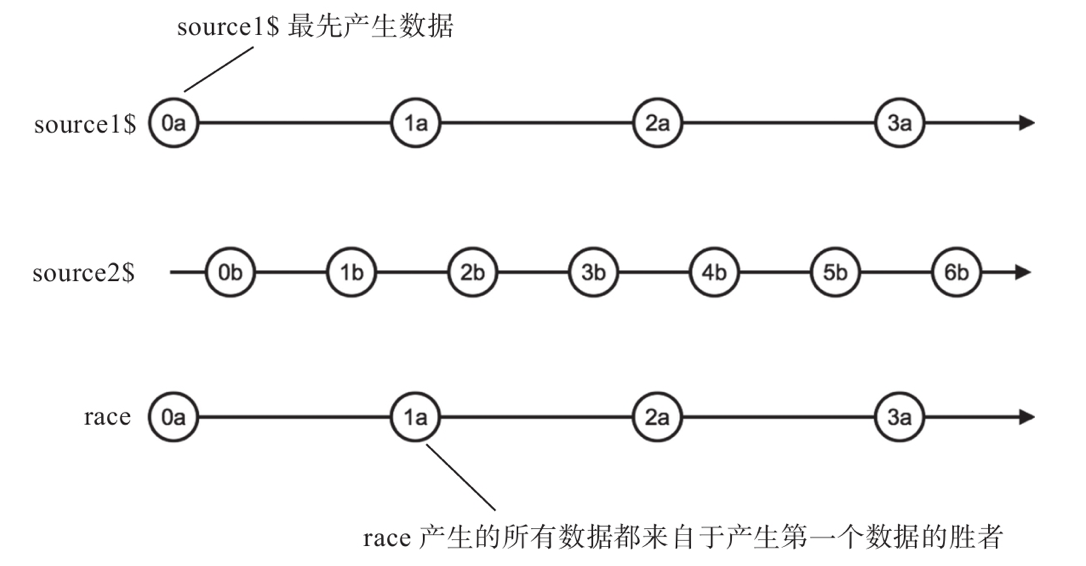 source1$ 最先产生数据
source1$ 0a 1a 2a 3a
source2$ 0b 1b 2b 3b 4b 5b 6b
race 0a 1a 2a 3a
race 产生的所有数据都来自于产生第一个数据的胜者